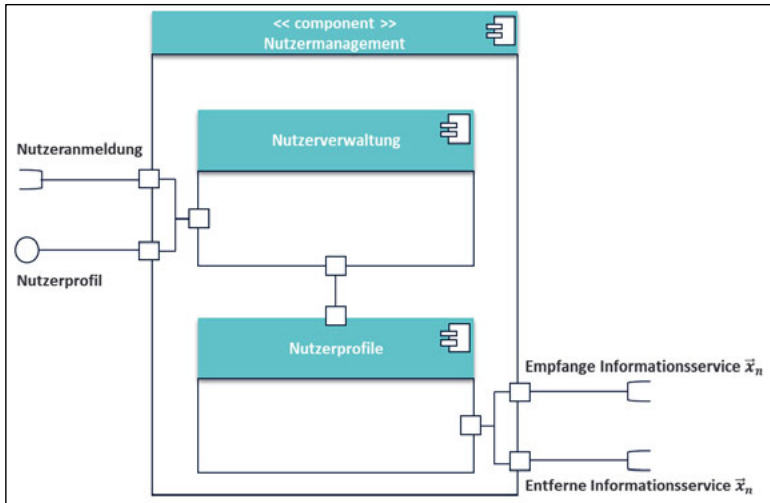 << component >>
Nutzermanagement
Nutzerverwaltung
Nutzeranmeldung
Nutzerprofil
Nutzerprofile
Empfange Informationsservice x⃗ₙ
Entferne Informationsservice x⃗ₙ